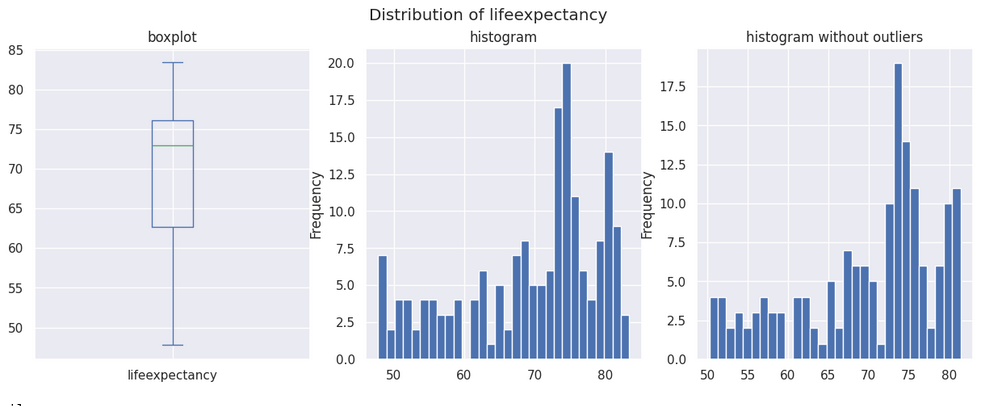 Distribution of lifeexpectancy
boxplot
85
80
75
70
65
60
55
50
lifeexpectancy
histogram
Frequency
20.0
17.5
15.0
12.5
10.0
7.5
5.0
2.5
0.0
50 60 70 80
histogram without outliers
Frequency
17.5
15.0
12.5
10.0
7.5
5.0
2.5
0.0
50 55 60 65 70 75 80